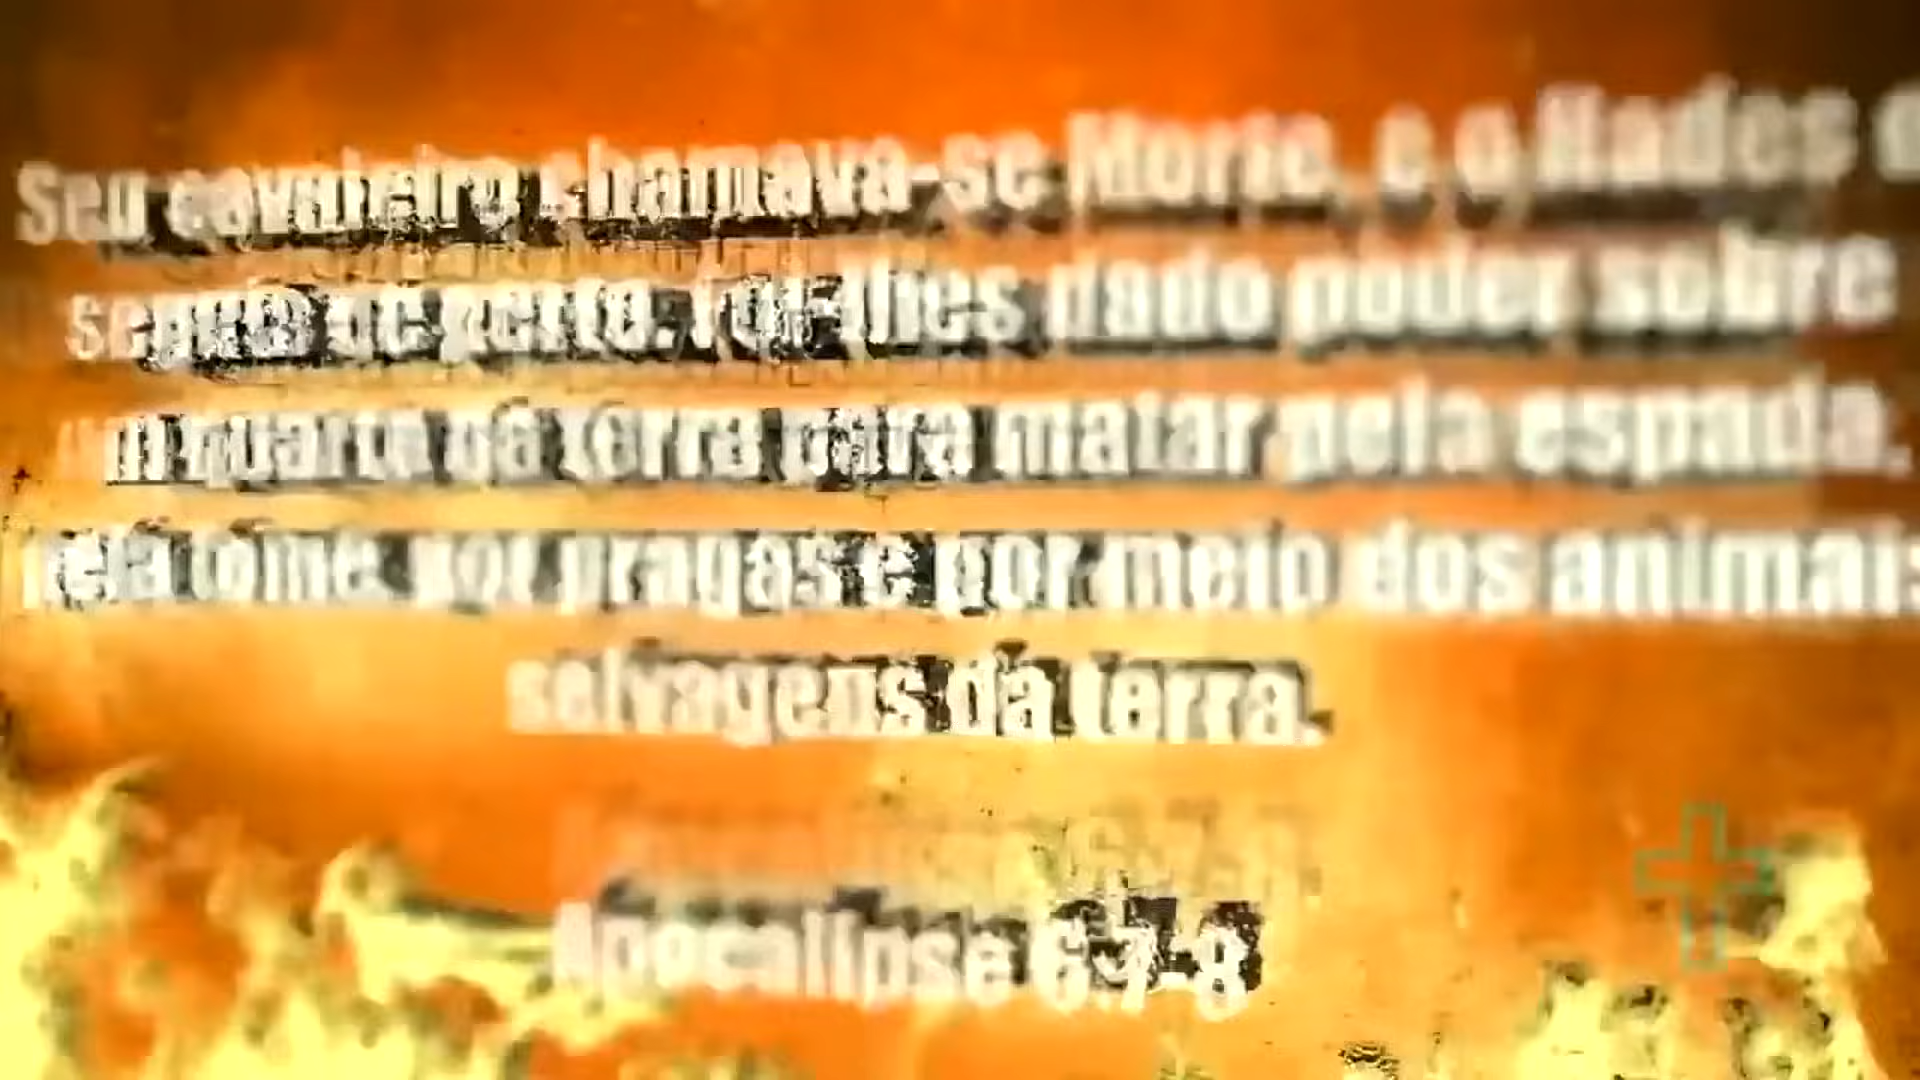 Seu cavaleiro chamava-se Morte, e o Hades o
seguia de perto. Foi-lhes dado poder sobre
um quarto da terra para matar pela espada,
pela fome, por pragas e por meio dos animais
selvagens da terra.
Apocalipse 6:7-8